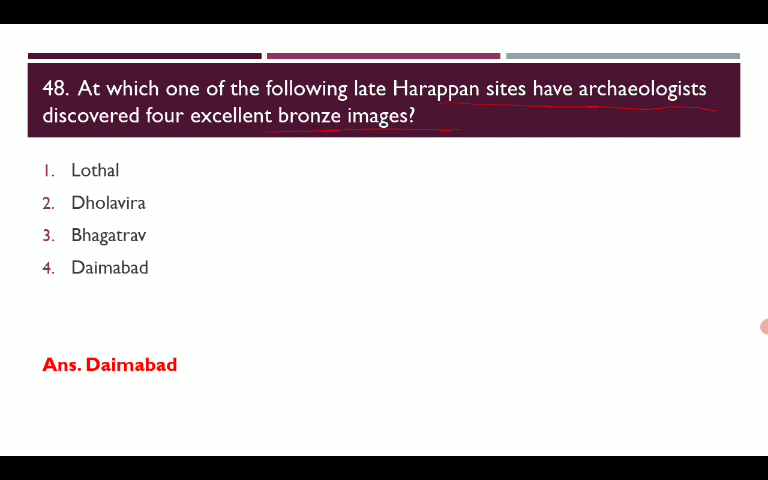 48. At which one of the following late Harappan sites have archaeologists
discovered four excellent bronze images?
1. Lothal
2. Dholavira
3. Bhagatrav
4. Daimabad
Ans. Daimabad